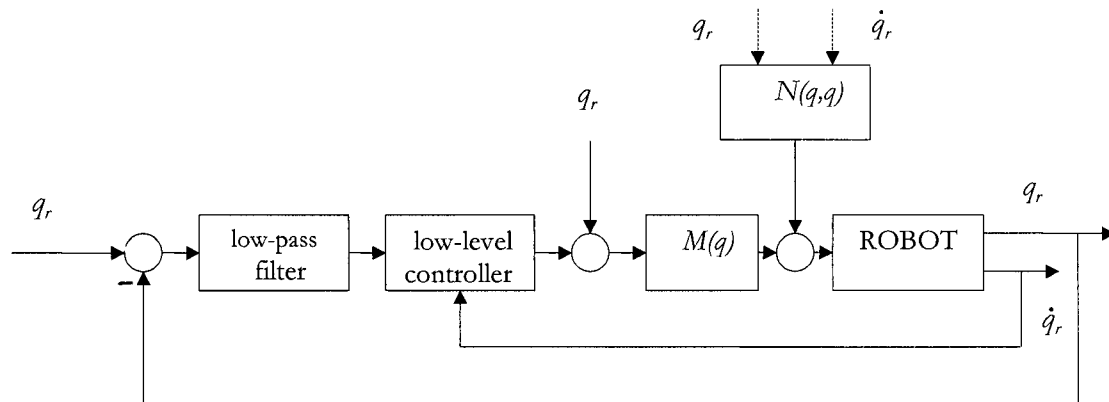 q_r q̇_r
N(q,q)
q_r
q_r
low-pass
filter
low-level
controller
M(q)
ROBOT
q_r
−
q̇_r